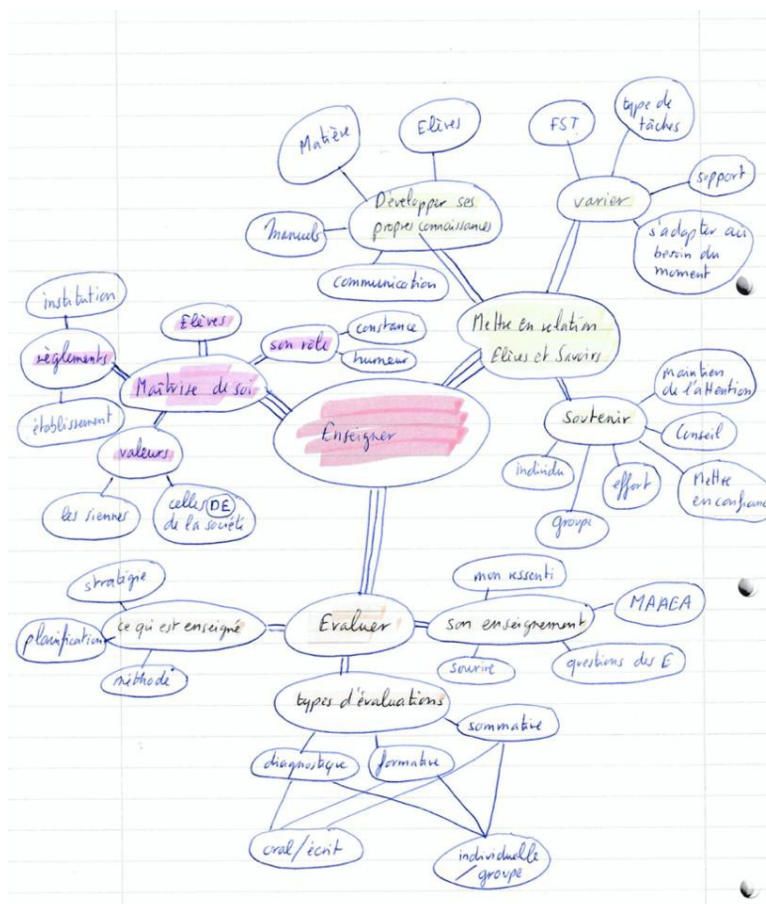 Matière
Elèves
FST
type de
tâches
support
varier
s'adapter au
besoin du
moment
Développer ses
propres connaissances
manuels
communication
institution
Elèves
son rôle
constance
humeur
Mettre en relation
Elèves et Savoirs
règlements
Maîtrise de soi
Enseigner
maintien
de l'attention
établissement
soutenir
Conseil
valeurs
individu
effort
Mettre
en confiance
groupe
les siennes
celles DE
de la société
stratégie
mon ressenti
MAAEA
ce qui est enseigné
Evaluer
son enseignement
planification
méthode
sourire
questions des E
types d'évaluations
sommative
diagnostique
formative
oral/écrit
individuelle
/groupe